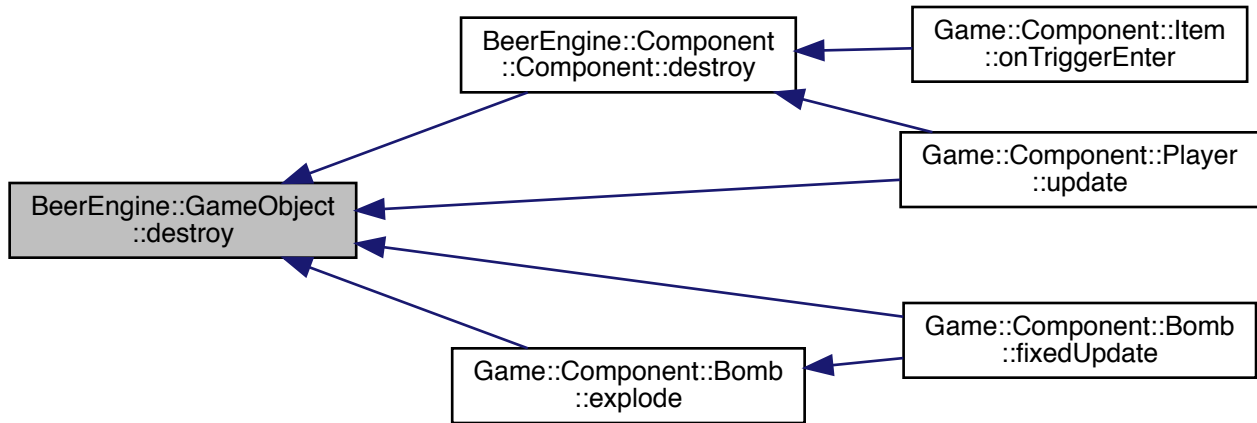 BeerEngine::GameObject
::destroy
BeerEngine::Component
::Component::destroy
Game::Component::Item
::onTriggerEnter
Game::Component::Player
::update
Game::Component::Bomb
::fixedUpdate
Game::Component::Bomb
::explode